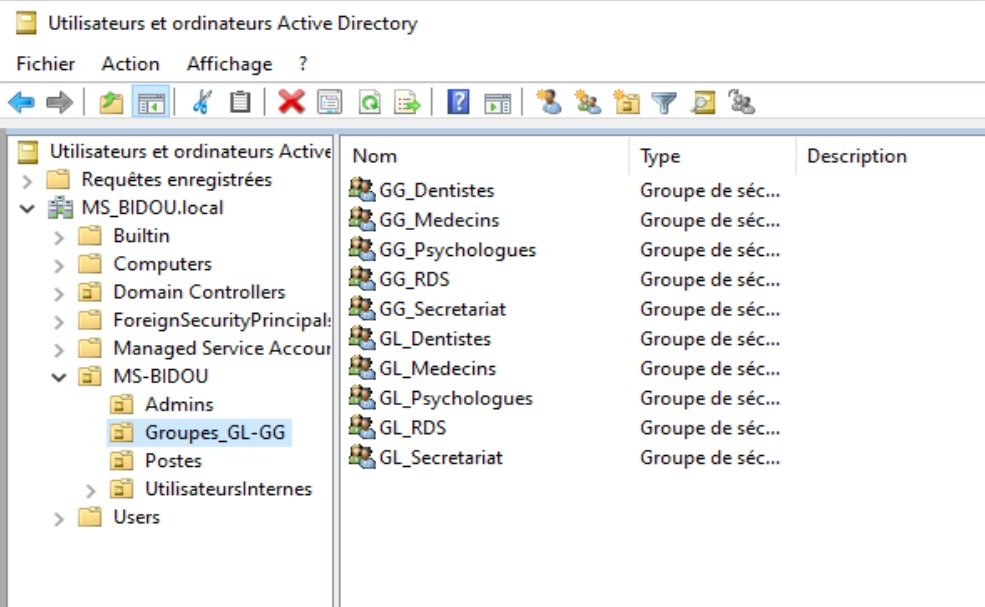 Utilisateurs et ordinateurs Active Directory
Fichier Action Affichage ?
Utilisateurs et ordinateurs Active
Requêtes enregistrées
MS_BIDOU.local
Builtin
Computers
Domain Controllers
ForeignSecurityPrincipals
Managed Service Accour
MS-BIDOU
Admins
Groupes_GL-GG
Postes
UtilisateursInternes
Users
Nom Type Description
GG_Dentistes Groupe de séc...
GG_Medecins Groupe de séc...
GG_Psychologues Groupe de séc...
GG_RDS Groupe de séc...
GG_Secretariat Groupe de séc...
GL_Dentistes Groupe de séc...
GL_Medecins Groupe de séc...
GL_Psychologues Groupe de séc...
GL_RDS Groupe de séc...
GL_Secretariat Groupe de séc...